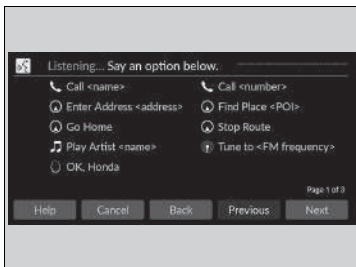 Listening... Say an option below.
Call <name>
Call <number>
Enter Address <address>
Find Place <POI>
Go Home
Stop Route
Play Artist <name>
Tune to <FM frequency>
OK, Honda
Page 1 of 3
Help
Cancel
Back
Previous
Next